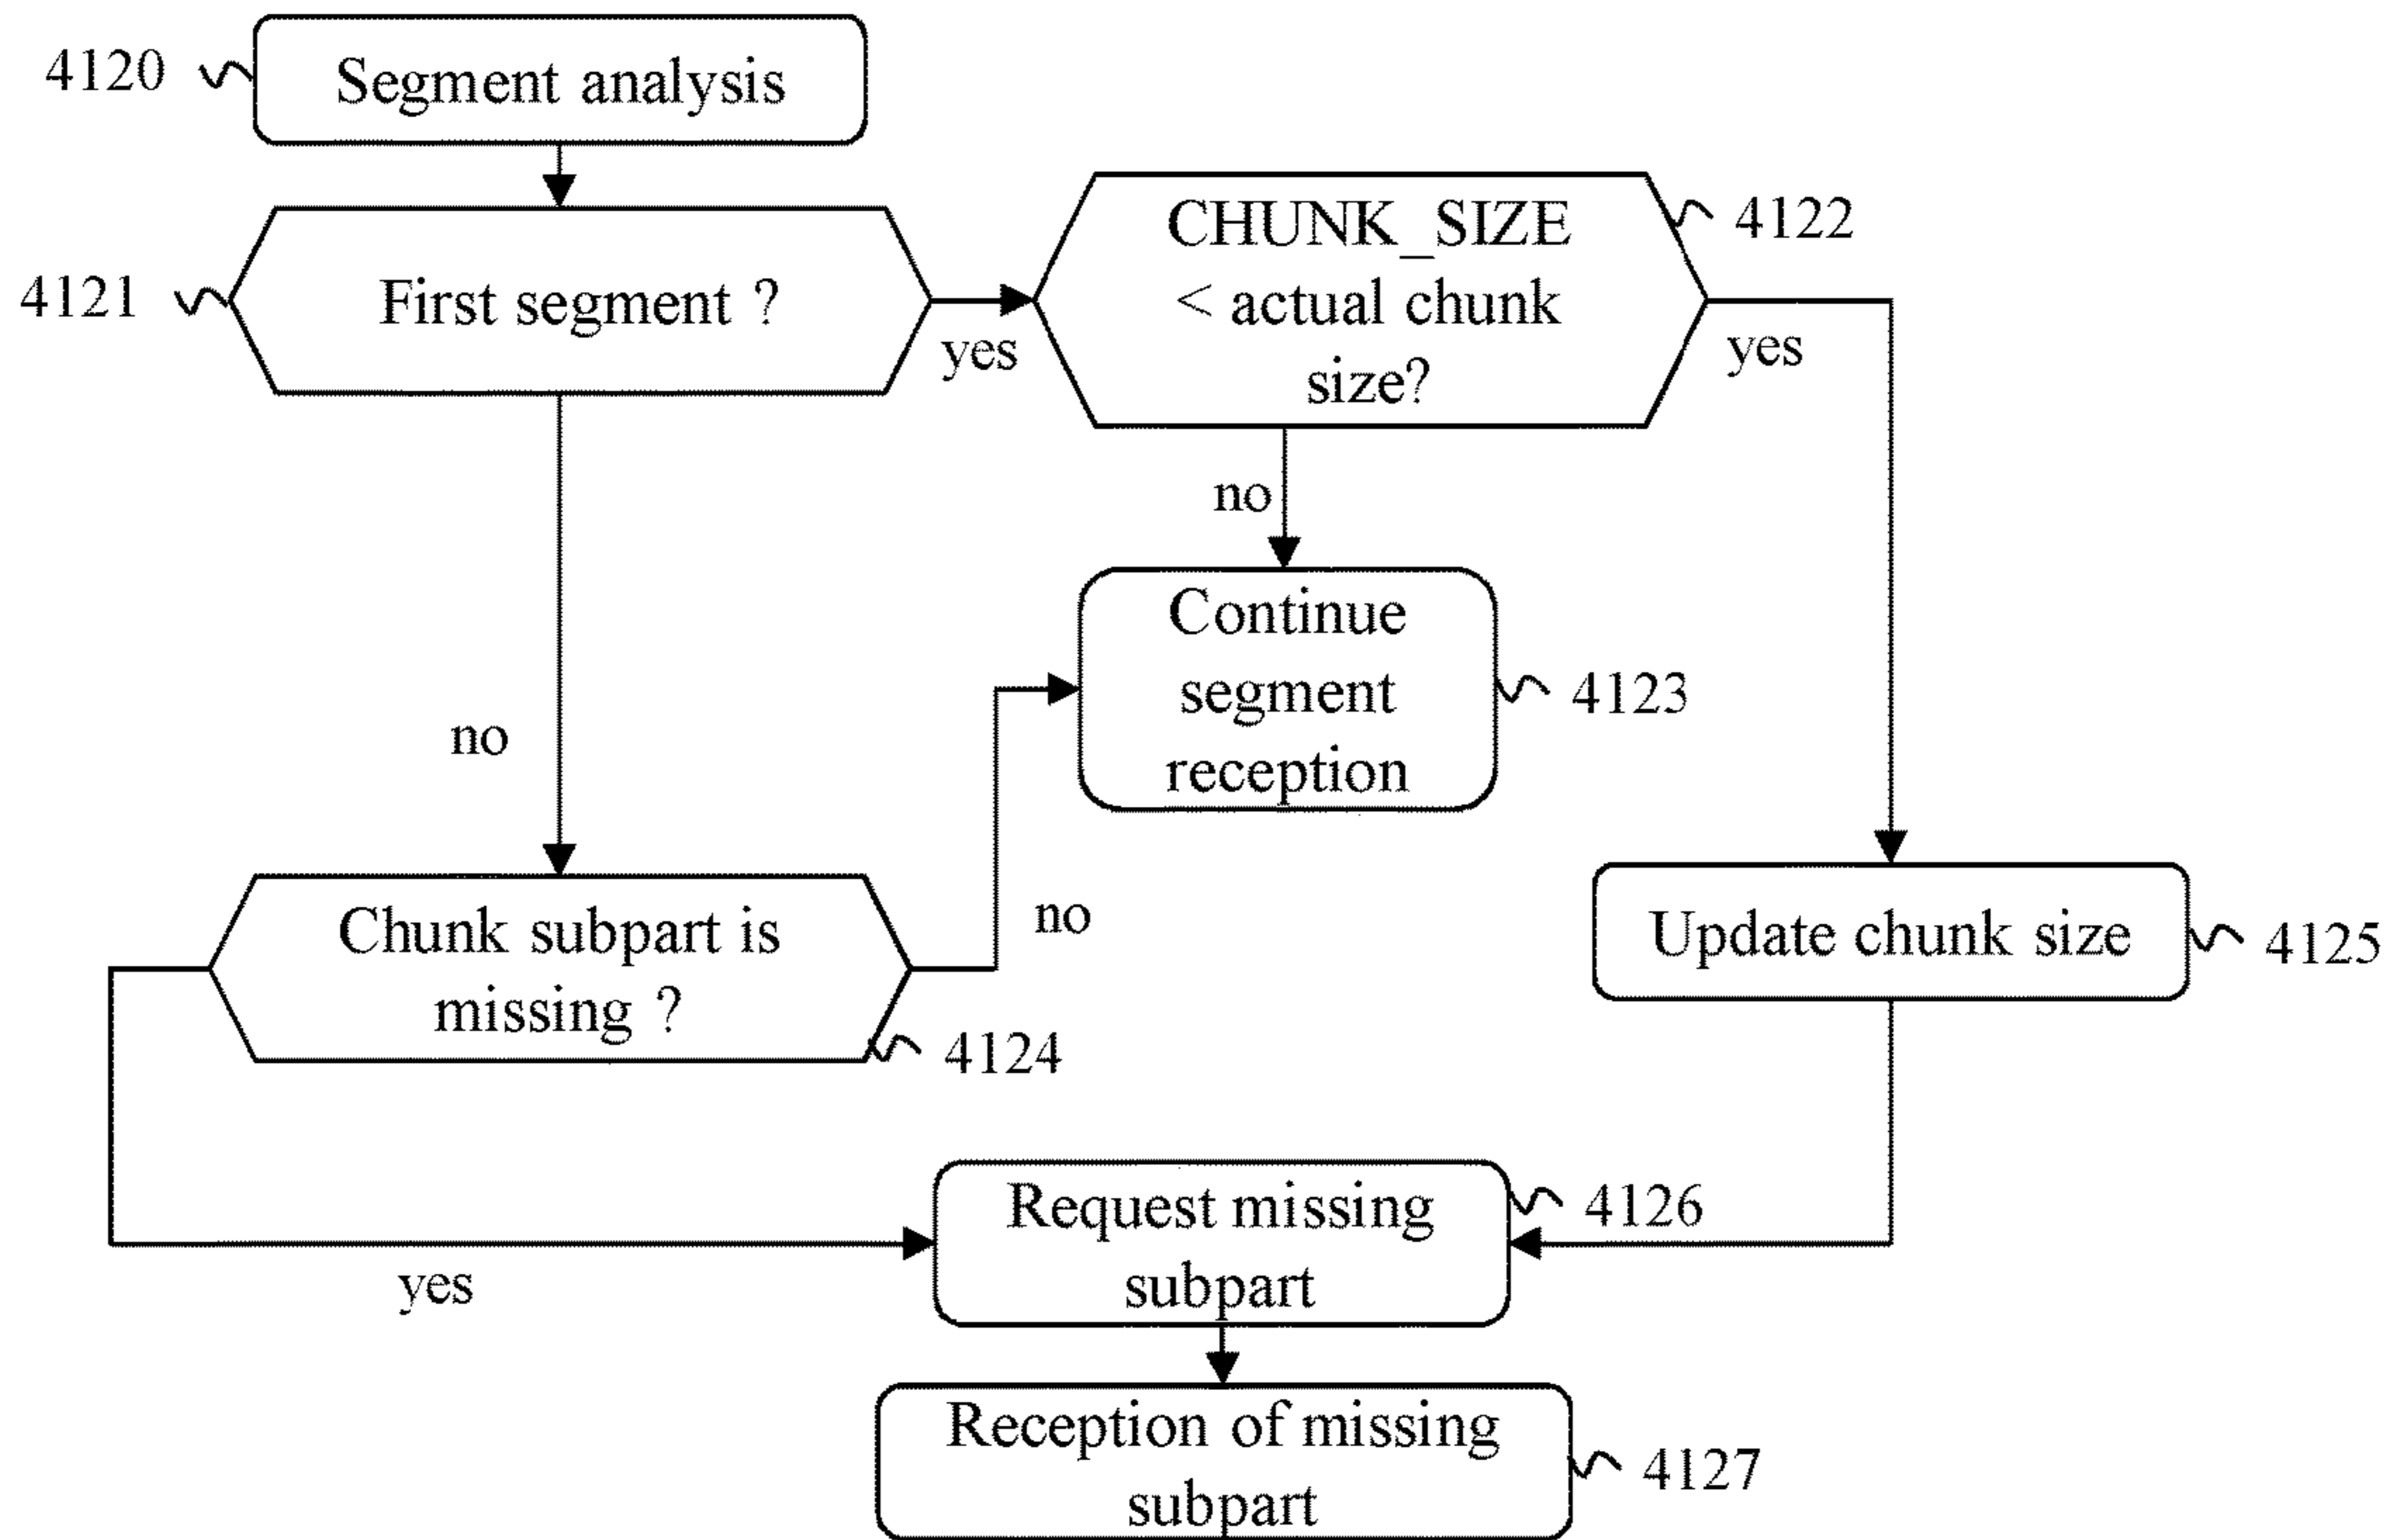 4120
Segment analysis
4121
First segment ?
yes
CHUNK_SIZE
< actual chunk
size?
4122
yes
no
no
Continue
segment
reception
4123
Chunk subpart is
missing ?
4124
no
Update chunk size
4125
yes
Request missing
subpart
4126
Reception of missing
subpart
4127